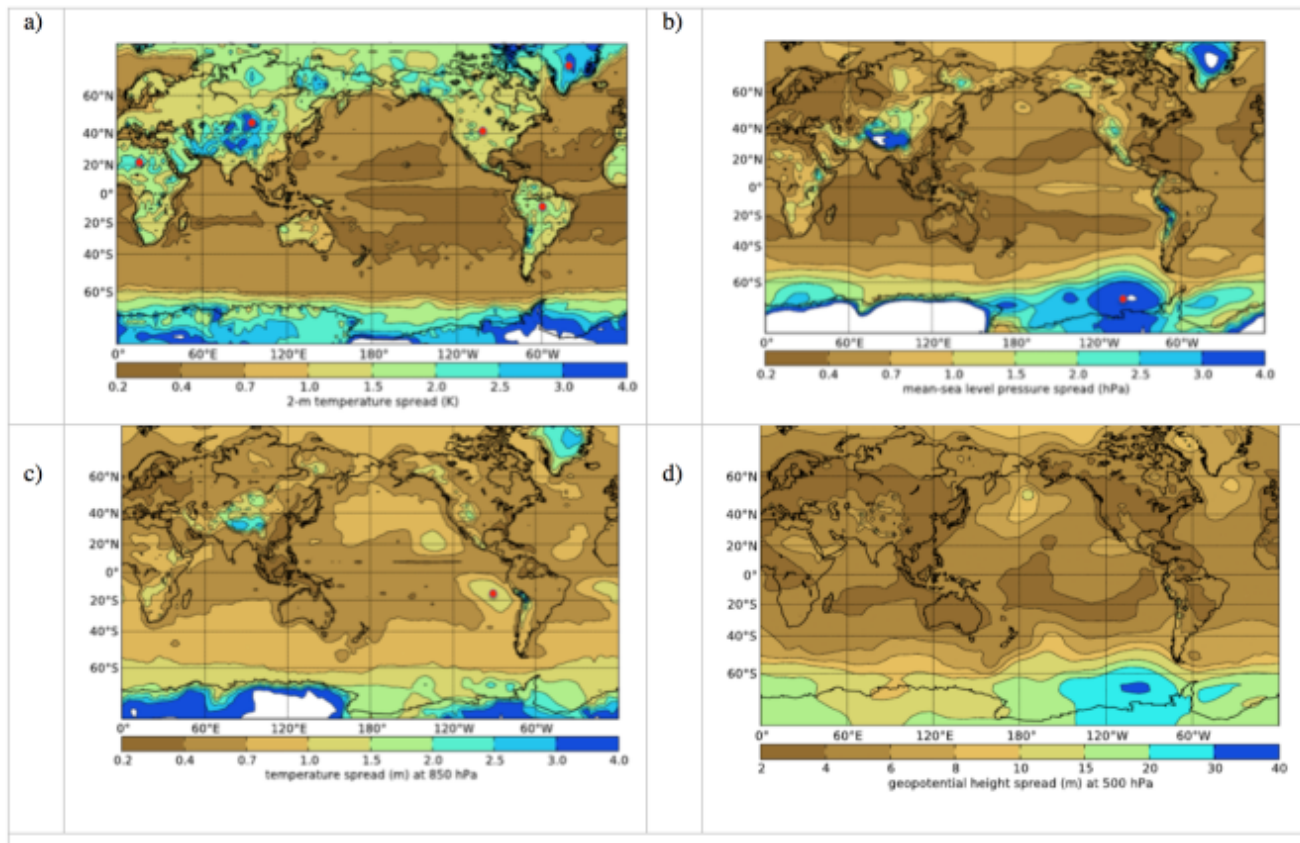 a)
60°N
40°N
20°N
0°
20°S
40°S
60°S
0° 60°E 120°E 180° 120°W 60°W
0.2 0.4 0.7 1.0 1.5 2.0 2.5 3.0 4.0
2-m temperature spread (K)
b)
60°N
40°N
20°N
0°
20°S
40°S
60°S
0° 60°E 120°E 180° 120°W 60°W
0.2 0.4 0.7 1.0 1.5 2.0 2.5 3.0 4.0
mean-sea level pressure spread (hPa)
c)
60°N
40°N
20°N
0°
20°S
40°S
60°S
0° 60°E 120°E 180° 120°W 60°W
0.2 0.4 0.7 1.0 1.5 2.0 2.5 3.0 4.0
temperature spread (m) at 850 hPa
d)
60°N
40°N
20°N
0°
20°S
40°S
60°S
0° 60°E 120°E 180° 120°W 60°W
2 4 6 8 10 15 20 30 40
geopotential height spread (m) at 500 hPa